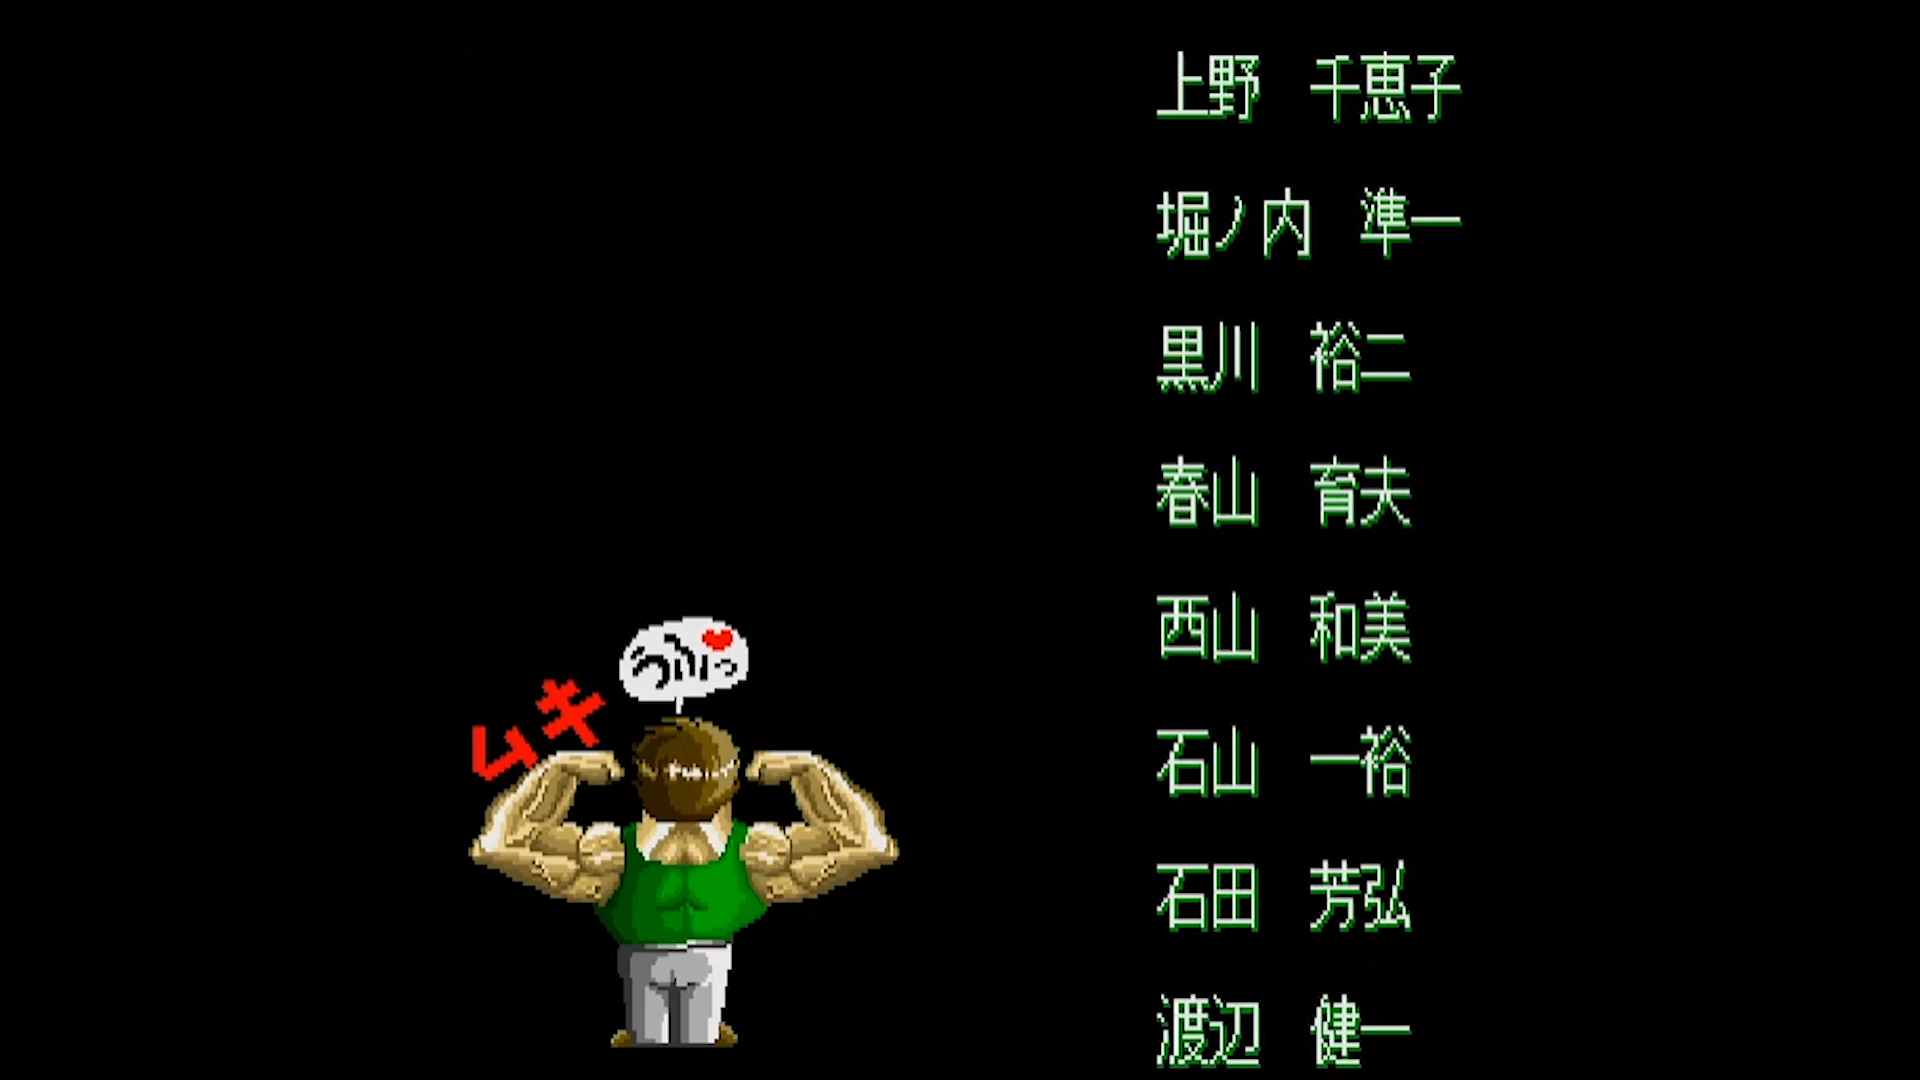 上野 千恵子
堀ノ内 準一
黒川 裕二
春山 育夫
西山 和美
石山 一裕
石田 芳弘
渡辺 健一
うふっ
ムキ